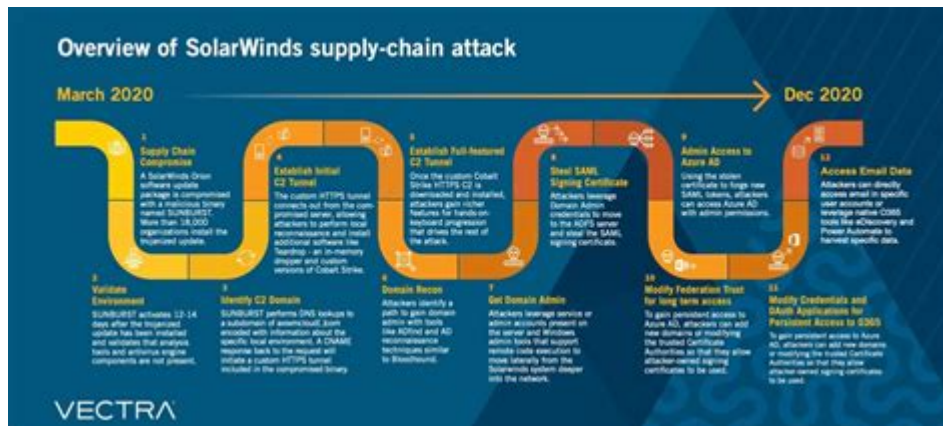 Overview of SolarWinds supply-chain attack
March 2020
Dec 2020
1
Supply Chain
Compromise
A SolarWinds Orion
software update
package is compromised
with a malicious binary
named SUNBURST.
More than 18,000
organizations install the
trojanized update.
2
Validate
Environment
SUNBURST activates 12-14
days after the trojanized
update has been installed
and validates that analysis
tools and antivirus engine
components are not present.
3
Identify C2 Domain
SUNBURST performs DNS lookups to
a subdomain of avsvmcloud.com
encoded with information about the
specific local environment. A CNAME
response back to the request will
initiate a custom HTTPS tunnel
included in the compromised binary.
4
Establish Initial
C2 Tunnel
The custom HTTPS tunnel
connects out from the com-
promised server, allowing
attackers to perform local
reconnaissance and install
additional software like
Teardrop - an in-memory
dropper and custom
versions of Cobalt Strike.
5
Establish Full-featured
C2 Tunnel
Once the custom Cobalt
Strike HTTPS C2 is
downloaded and installed,
attackers gain richer
features for hands-on-
keyboard progression
that drives the rest of
the attack.
6
Domain Recon
Attackers identify a
path to gain domain
admin with tools
like ADFind and AD
reconnaissance
techniques similar
to Bloodhound.
7
Get Domain Admin
Attackers leverage service or
admin accounts present on
the server and Windows
admin tools that support
remote code execution to
move laterally from the
Solarwinds system deeper
into the network.
8
Steal SAML
Signing Certificate
Attackers leverage
Domain Admin
credentials to move
to the ADFS server
and steal the SAML
signing certificate.
9
Admin Access to
Azure AD
Using the stolen
certificate to forge new
SAML tokens, attackers
can access Azure AD
with admin permissions.
10
Modify Federation Trust
for long term access
To gain persistent access to
Azure AD, attackers can add
new domains or modifying
the trusted Certificate
Authorities so that they allow
attacker-owned signing
certificates to be used.
11
Modify Credentials and
OAuth Applications for
Persistent Access to O365
To gain persistent access to Azure
AD, attackers can add new domains
or modifying the trusted Certificate
Authorities so that they allow
attacker-owned signing certificates
to be used.
12
Access Email Data
Attackers can directly
access email in specific
user accounts or
leverage native O365
tools like eDiscovery and
Power Automate to
harvest specific data.
VECTRA